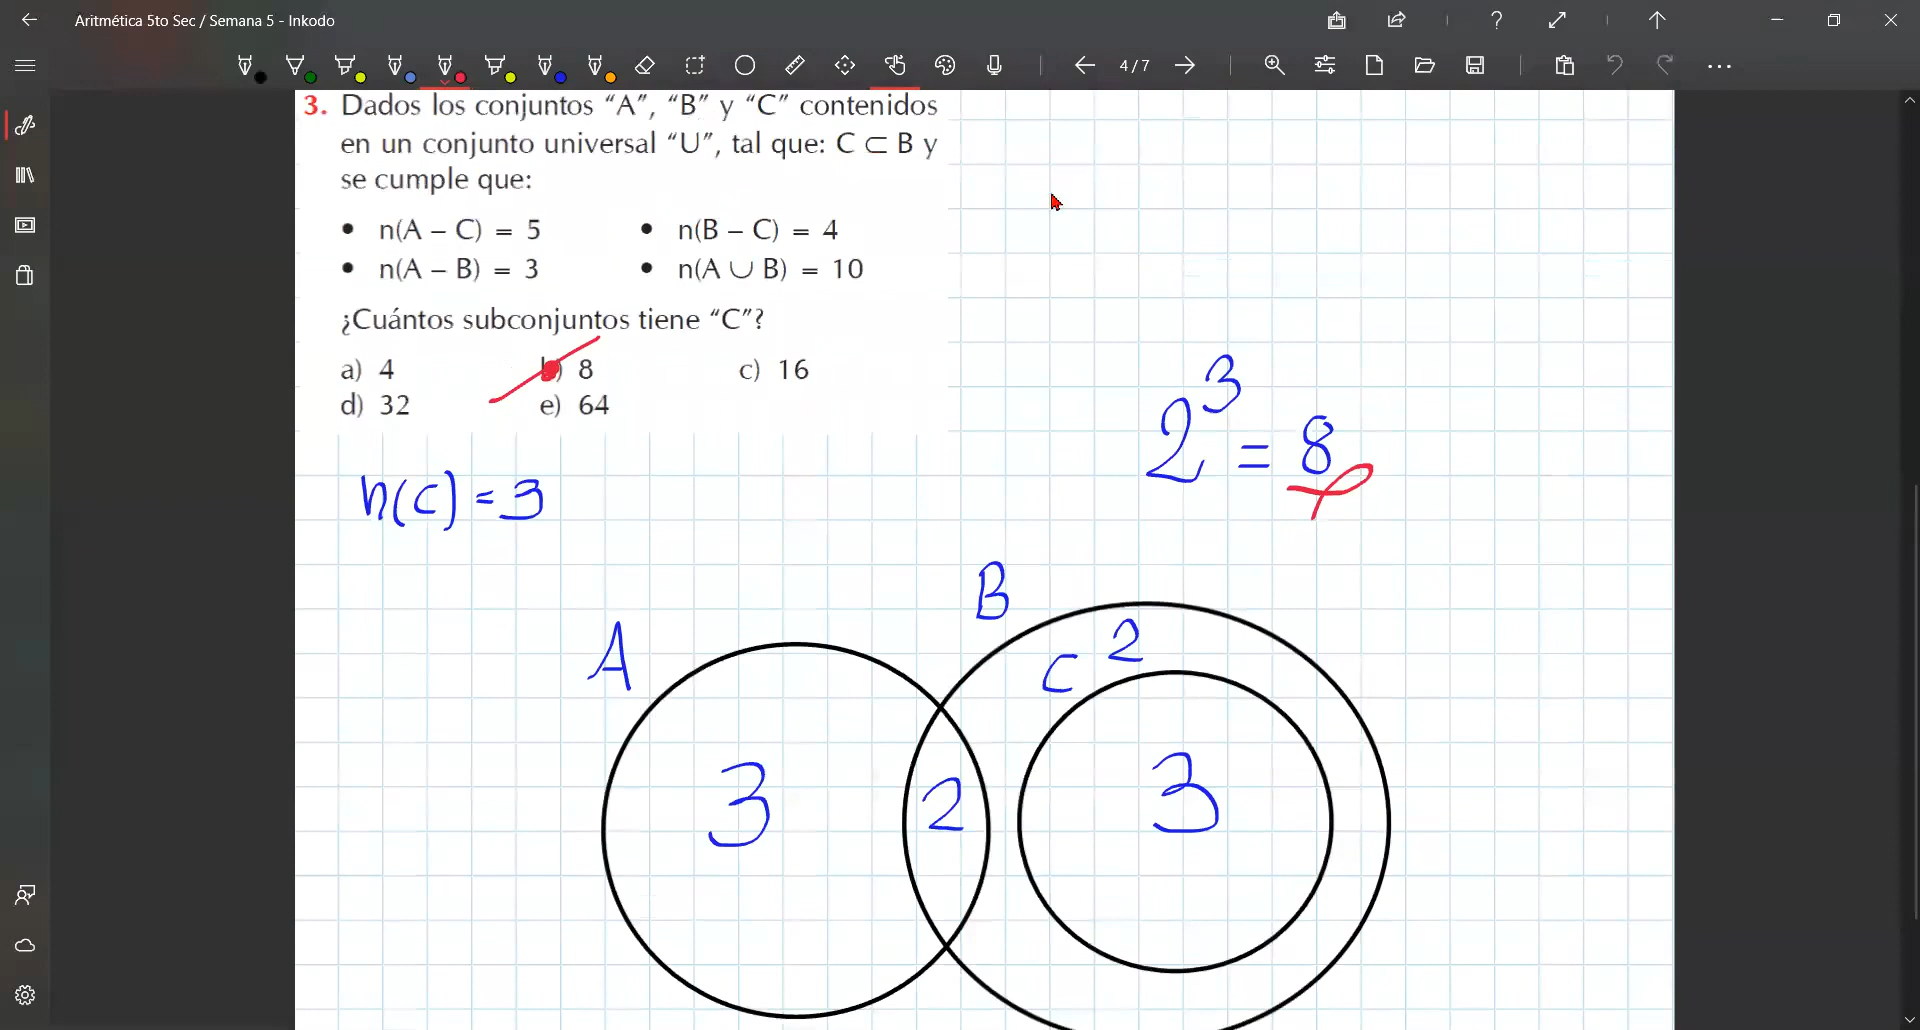 Aritmética 5to Sec / Semana 5 - Inkodo
4 / 7
3. Dados los conjuntos “A”, “B” y “C” contenidos
en un conjunto universal “U”, tal que: C ⊂ B y
se cumple que:
• n(A – C) = 5 • n(B – C) = 4
• n(A – B) = 3 • n(A ∪ B) = 10
¿Cuántos subconjuntos tiene “C”?
a) 4 b) 8 c) 16
d) 32 e) 64
2³ = 8
n(C) = 3
B
A
C 2
3 2 3